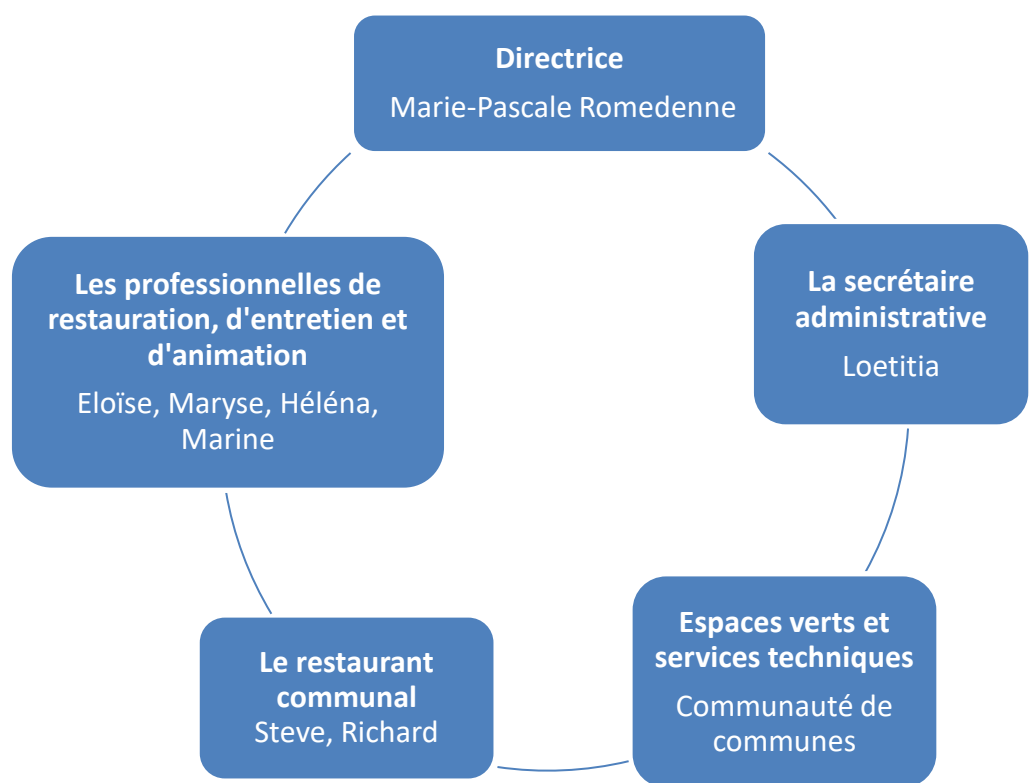 Directrice
Marie-Pascale Romedenne
La secrétaire
administrative
Loetitia
Espaces verts et
services techniques
Communauté de
communes
Le restaurant
communal
Steve, Richard
Les professionnelles de
restauration, d'entretien et
d'animation
Eloïse, Maryse, Héléna,
Marine